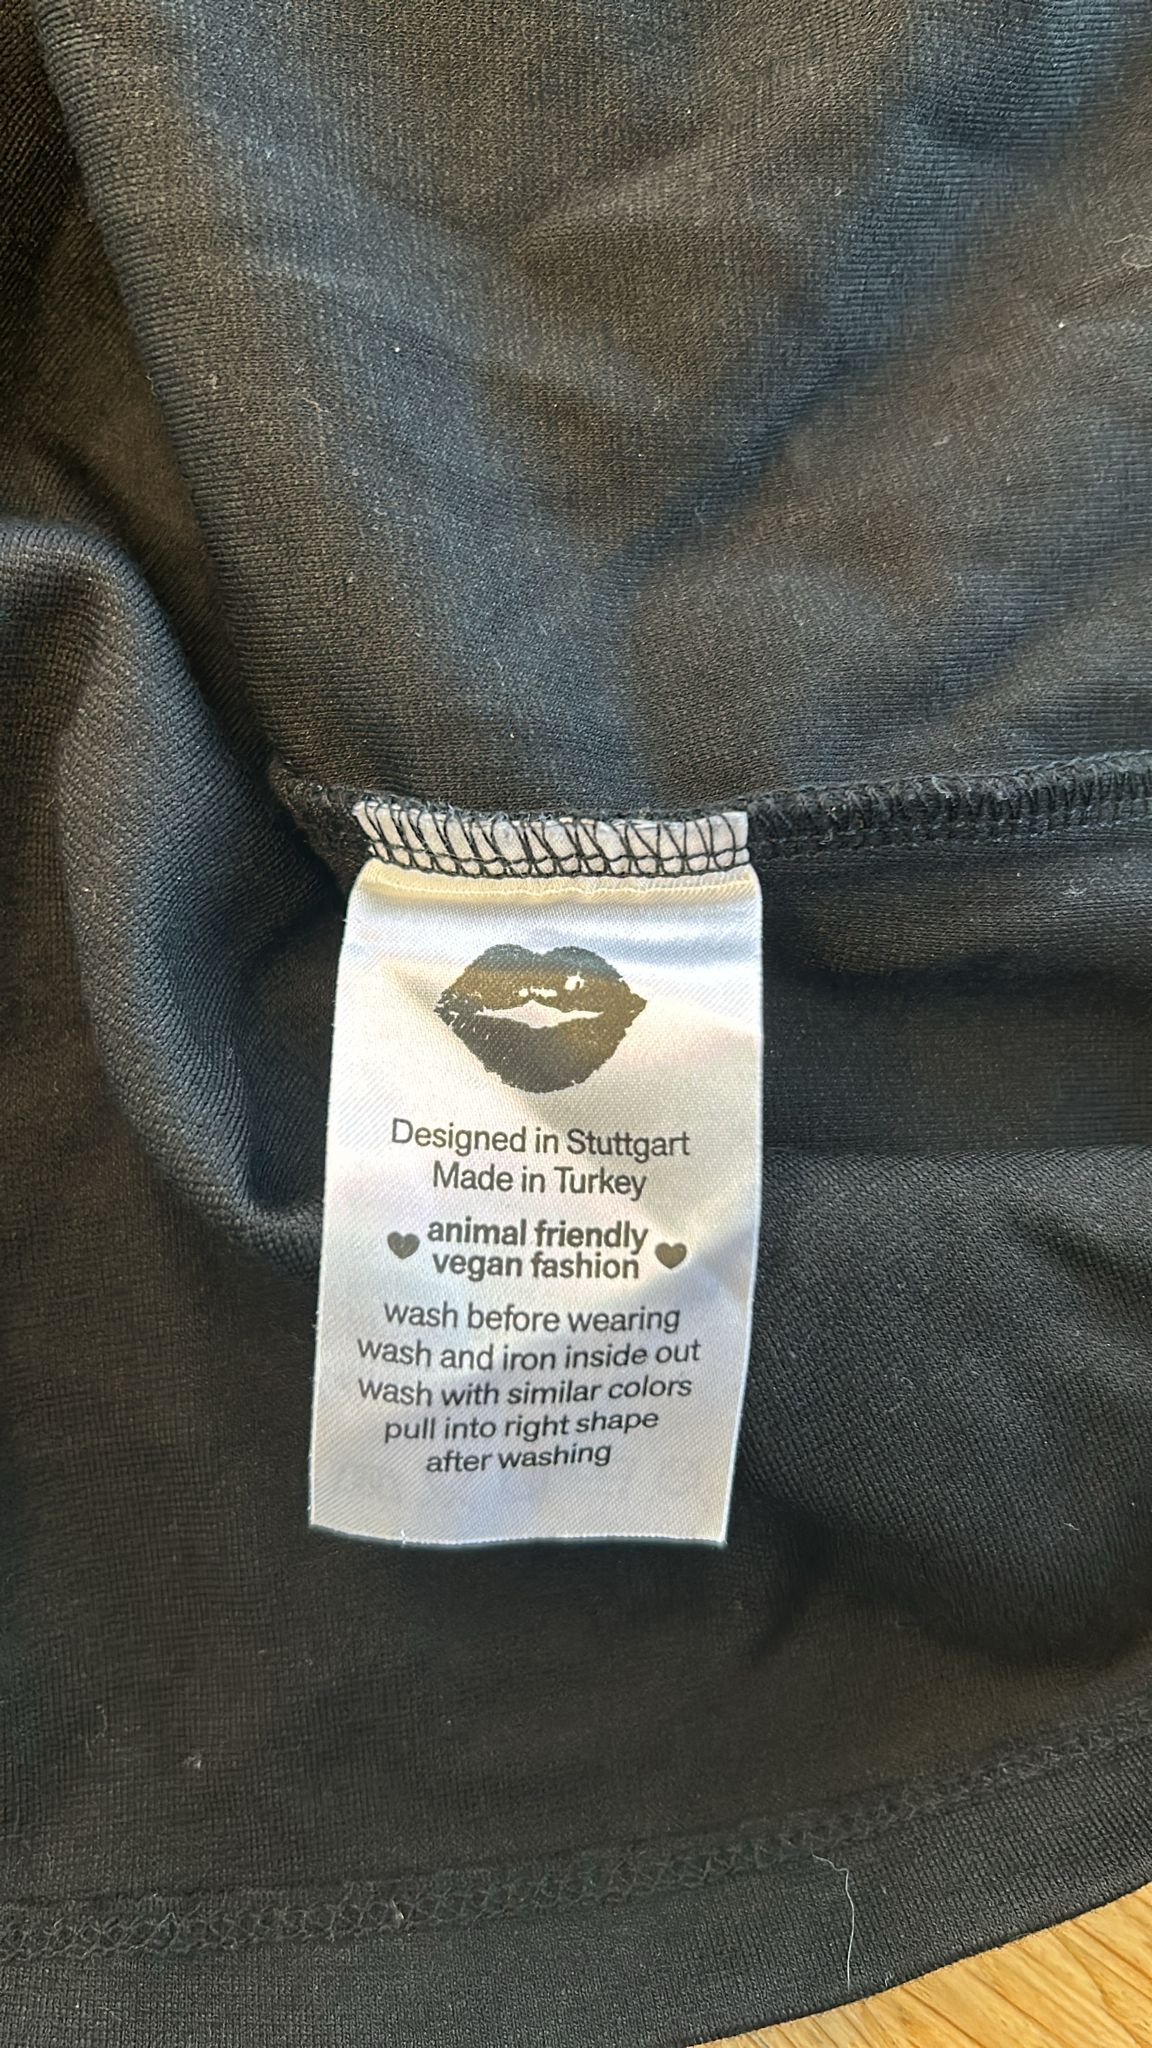 Designed in Stuttgart
Made in Turkey
animal friendly
vegan fashion
wash before wearing
wash and iron inside out
wash with similar colors
pull into right shape
after washing